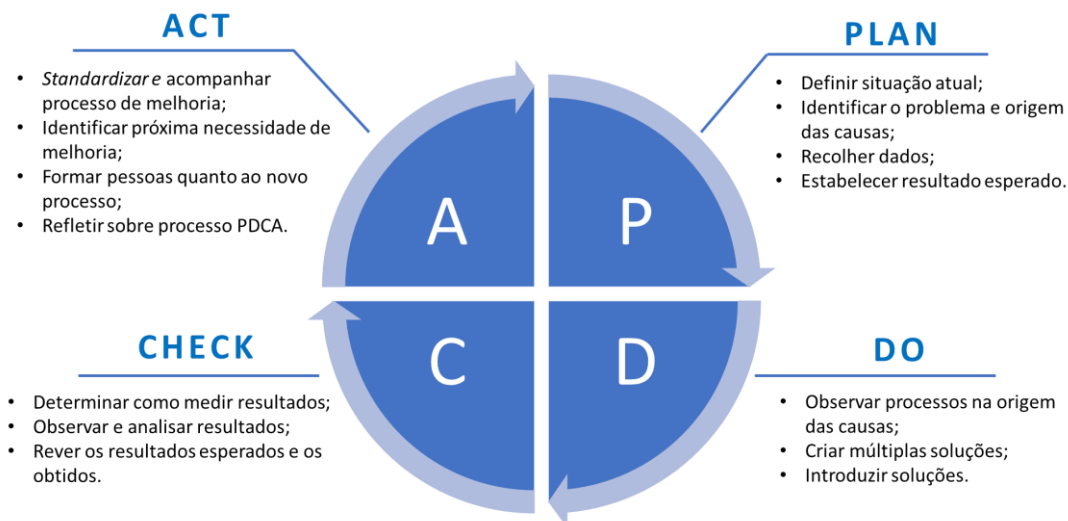 ACT
Standardizar e acompanhar
processo de melhoria;
Identificar próxima necessidade de
melhoria;
Formar pessoas quanto ao novo
processo;
Refletir sobre processo PDCA.
PLAN
Definir situação atual;
Identificar o problema e origem
das causas;
Recolher dados;
Estabelecer resultado esperado.
A
P
C
D
CHECK
Determinar como medir resultados;
Observar e analisar resultados;
Rever os resultados esperados e os
obtidos.
DO
Observar processos na origem
das causas;
Criar múltiplas soluções;
Introduzir soluções.